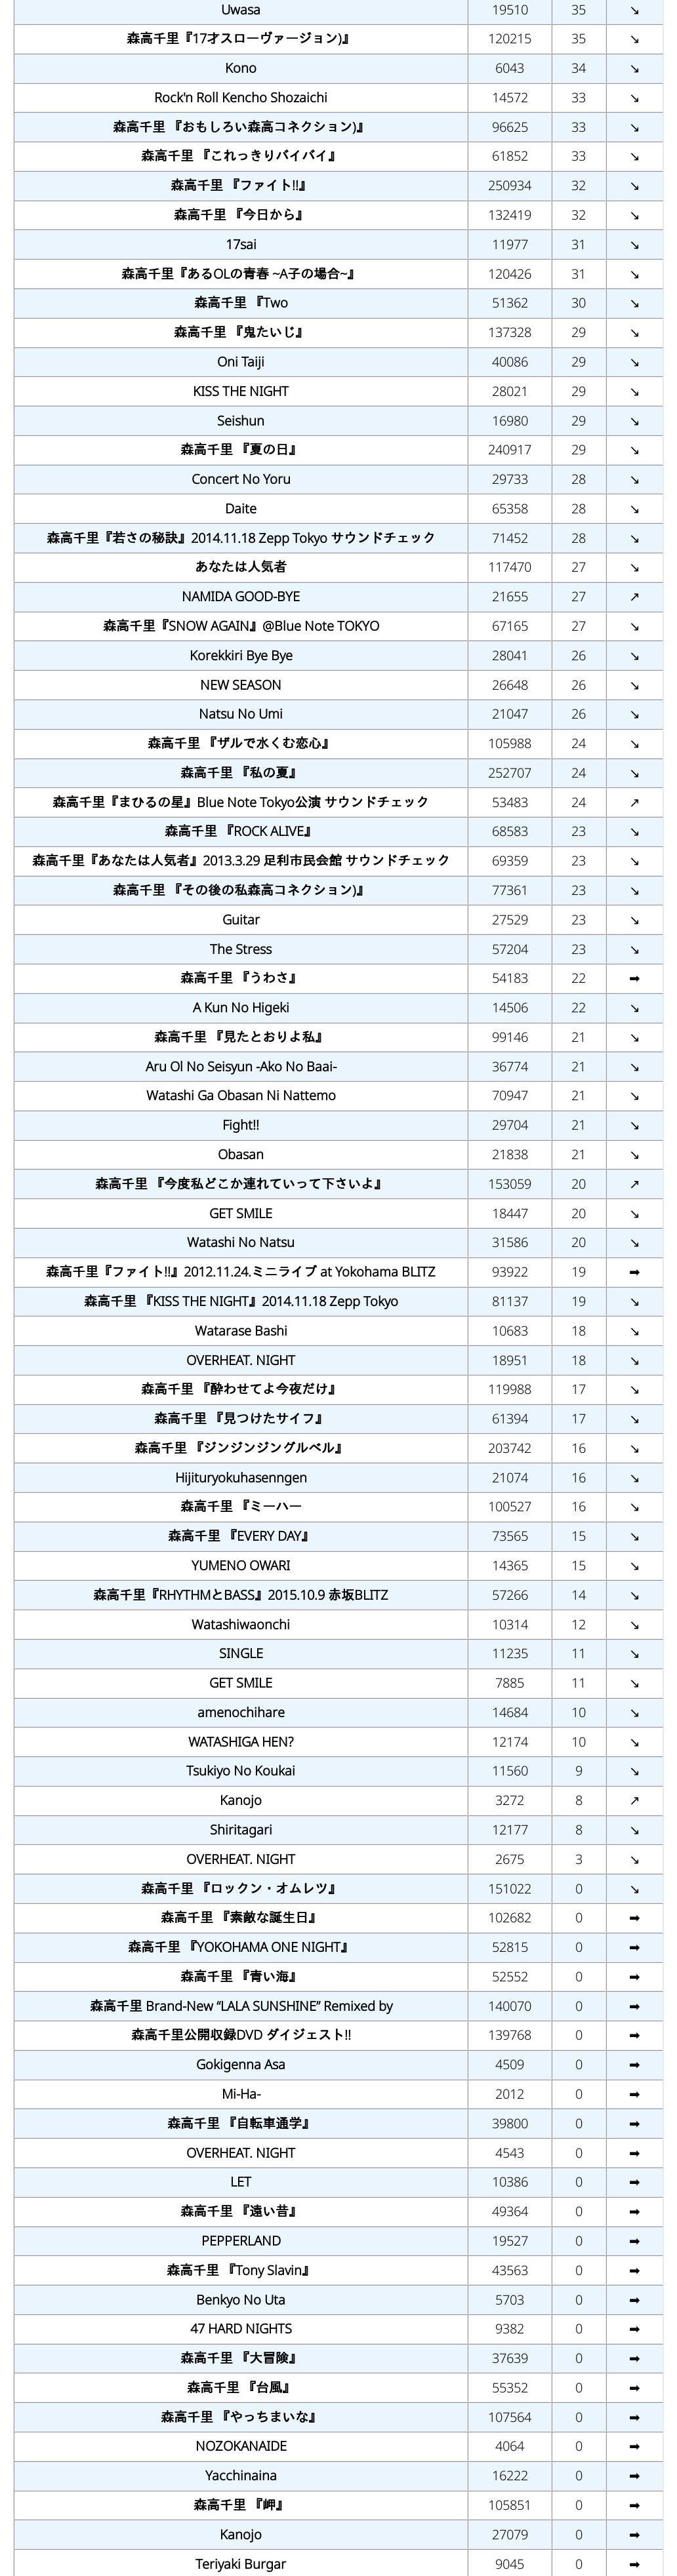 Uwasa 19510 35 ↘
森高千里『17才スローヴァージョン)』 120215 35 ↘
Kono 6043 34 ↘
Rock'n Roll Kencho Shozaichi 14572 33 ↘
森高千里 『おもしろい森高コネクション)』 96625 33 ↘
森高千里 『これっきりバイバイ』 61852 33 ↘
森高千里 『ファイト!!』 250934 32 ↘
森高千里 『今日から』 132419 32 ↘
17sai 11977 31 ↘
森高千里『あるOLの青春 ~A子の場合~』 120426 31 ↘
森高千里 『Two 51362 30 ↘
森高千里 『鬼たいじ』 137328 29 ↘
Oni Taiji 40086 29 ↘
KISS THE NIGHT 28021 29 ↘
Seishun 16980 29 ↘
森高千里 『夏の日』 240917 29 ↘
Concert No Yoru 29733 28 ↘
Daite 65358 28 ↘
森高千里『若さの秘訣』2014.11.18 Zepp Tokyo サウンドチェック 71452 28 ↘
あなたは人気者 117470 27 ↘
NAMIDA GOOD-BYE 21655 27 ↗
森高千里『SNOW AGAIN』@Blue Note TOKYO 67165 27 ↘
Korekkiri Bye Bye 28041 26 ↘
NEW SEASON 26648 26 ↘
Natsu No Umi 21047 26 ↘
森高千里 『ザルで水くむ恋心』 105988 24 ↘
森高千里 『私の夏』 252707 24 ↘
森高千里『まひるの星』Blue Note Tokyo公演 サウンドチェック 53483 24 ↗
森高千里 『ROCK ALIVE』 68583 23 ↘
森高千里『あなたは人気者』2013.3.29 足利市民会館 サウンドチェック 69359 23 ↘
森高千里 『その後の私森高コネクション)』 77361 23 ↘
Guitar 27529 23 ↘
The Stress 57204 23 ↘
森高千里 『うわさ』 54183 22 ➡
A Kun No Higeki 14506 22 ↘
森高千里 『見たとおりよ私』 99146 21 ↘
Aru Ol No Seisyun -Ako No Baai- 36774 21 ↘
Watashi Ga Obasan Ni Nattemo 70947 21 ↘
Fight!! 29704 21 ↘
Obasan 21838 21 ↘
森高千里 『今度私どこか連れていって下さいよ』 153059 20 ↗
GET SMILE 18447 20 ↘
Watashi No Natsu 31586 20 ↘
森高千里『ファイト!!』2012.11.24.ミニライブ at Yokohama BLITZ 93922 19 ➡
森高千里 『KISS THE NIGHT』2014.11.18 Zepp Tokyo 81137 19 ↘
Watarase Bashi 10683 18 ↘
OVERHEAT. NIGHT 18951 18 ↘
森高千里 『酔わせてよ今夜だけ』 119988 17 ↘
森高千里 『見つけたサイフ』 61394 17 ↘
森高千里 『ジンジンジングルベル』 203742 16 ↘
Hijituryokuhasenngen 21074 16 ↘
森高千里 『ミーハー 100527 16 ↘
森高千里 『EVERY DAY』 73565 15 ↘
YUMENO OWARI 14365 15 ↘
森高千里『RHYTHMとBASS』2015.10.9 赤坂BLITZ 57266 14 ↘
Watashiwaonchi 10314 12 ↘
SINGLE 11235 11 ↘
GET SMILE 7885 11 ↘
amenochihare 14684 10 ↘
WATASHIGA HEN? 12174 10 ↘
Tsukiyo No Koukai 11560 9 ↘
Kanojo 3272 8 ↗
Shiritagari 12177 8 ↘
OVERHEAT. NIGHT 2675 3 ↘
森高千里 『ロックン・オムレツ』 151022 0 ↘
森高千里 『素敵な誕生日』 102682 0 ➡
森高千里 『YOKOHAMA ONE NIGHT』 52815 0 ➡
森高千里 『青い海』 52552 0 ➡
森高千里 Brand-New “LALA SUNSHINE” Remixed by 140070 0 ➡
森高千里公開収録DVD ダイジェスト!! 139768 0 ➡
Gokigenna Asa 4509 0 ➡
Mi-Ha- 2012 0 ➡
森高千里 『自転車通学』 39800 0 ➡
OVERHEAT. NIGHT 4543 0 ➡
LET 10386 0 ➡
森高千里 『遠い昔』 49364 0 ➡
PEPPERLAND 19527 0 ➡
森高千里 『Tony Slavin』 43563 0 ➡
Benkyo No Uta 5703 0 ➡
47 HARD NIGHTS 9382 0 ➡
森高千里 『大冒険』 37639 0 ➡
森高千里 『台風』 55352 0 ➡
森高千里 『やっちまいな』 107564 0 ➡
NOZOKANAIDE 4064 0 ➡
Yacchinaina 16222 0 ➡
森高千里 『岬』 105851 0 ➡
Kanojo 27079 0 ➡
Teriyaki Burgar 9045 0 ➡